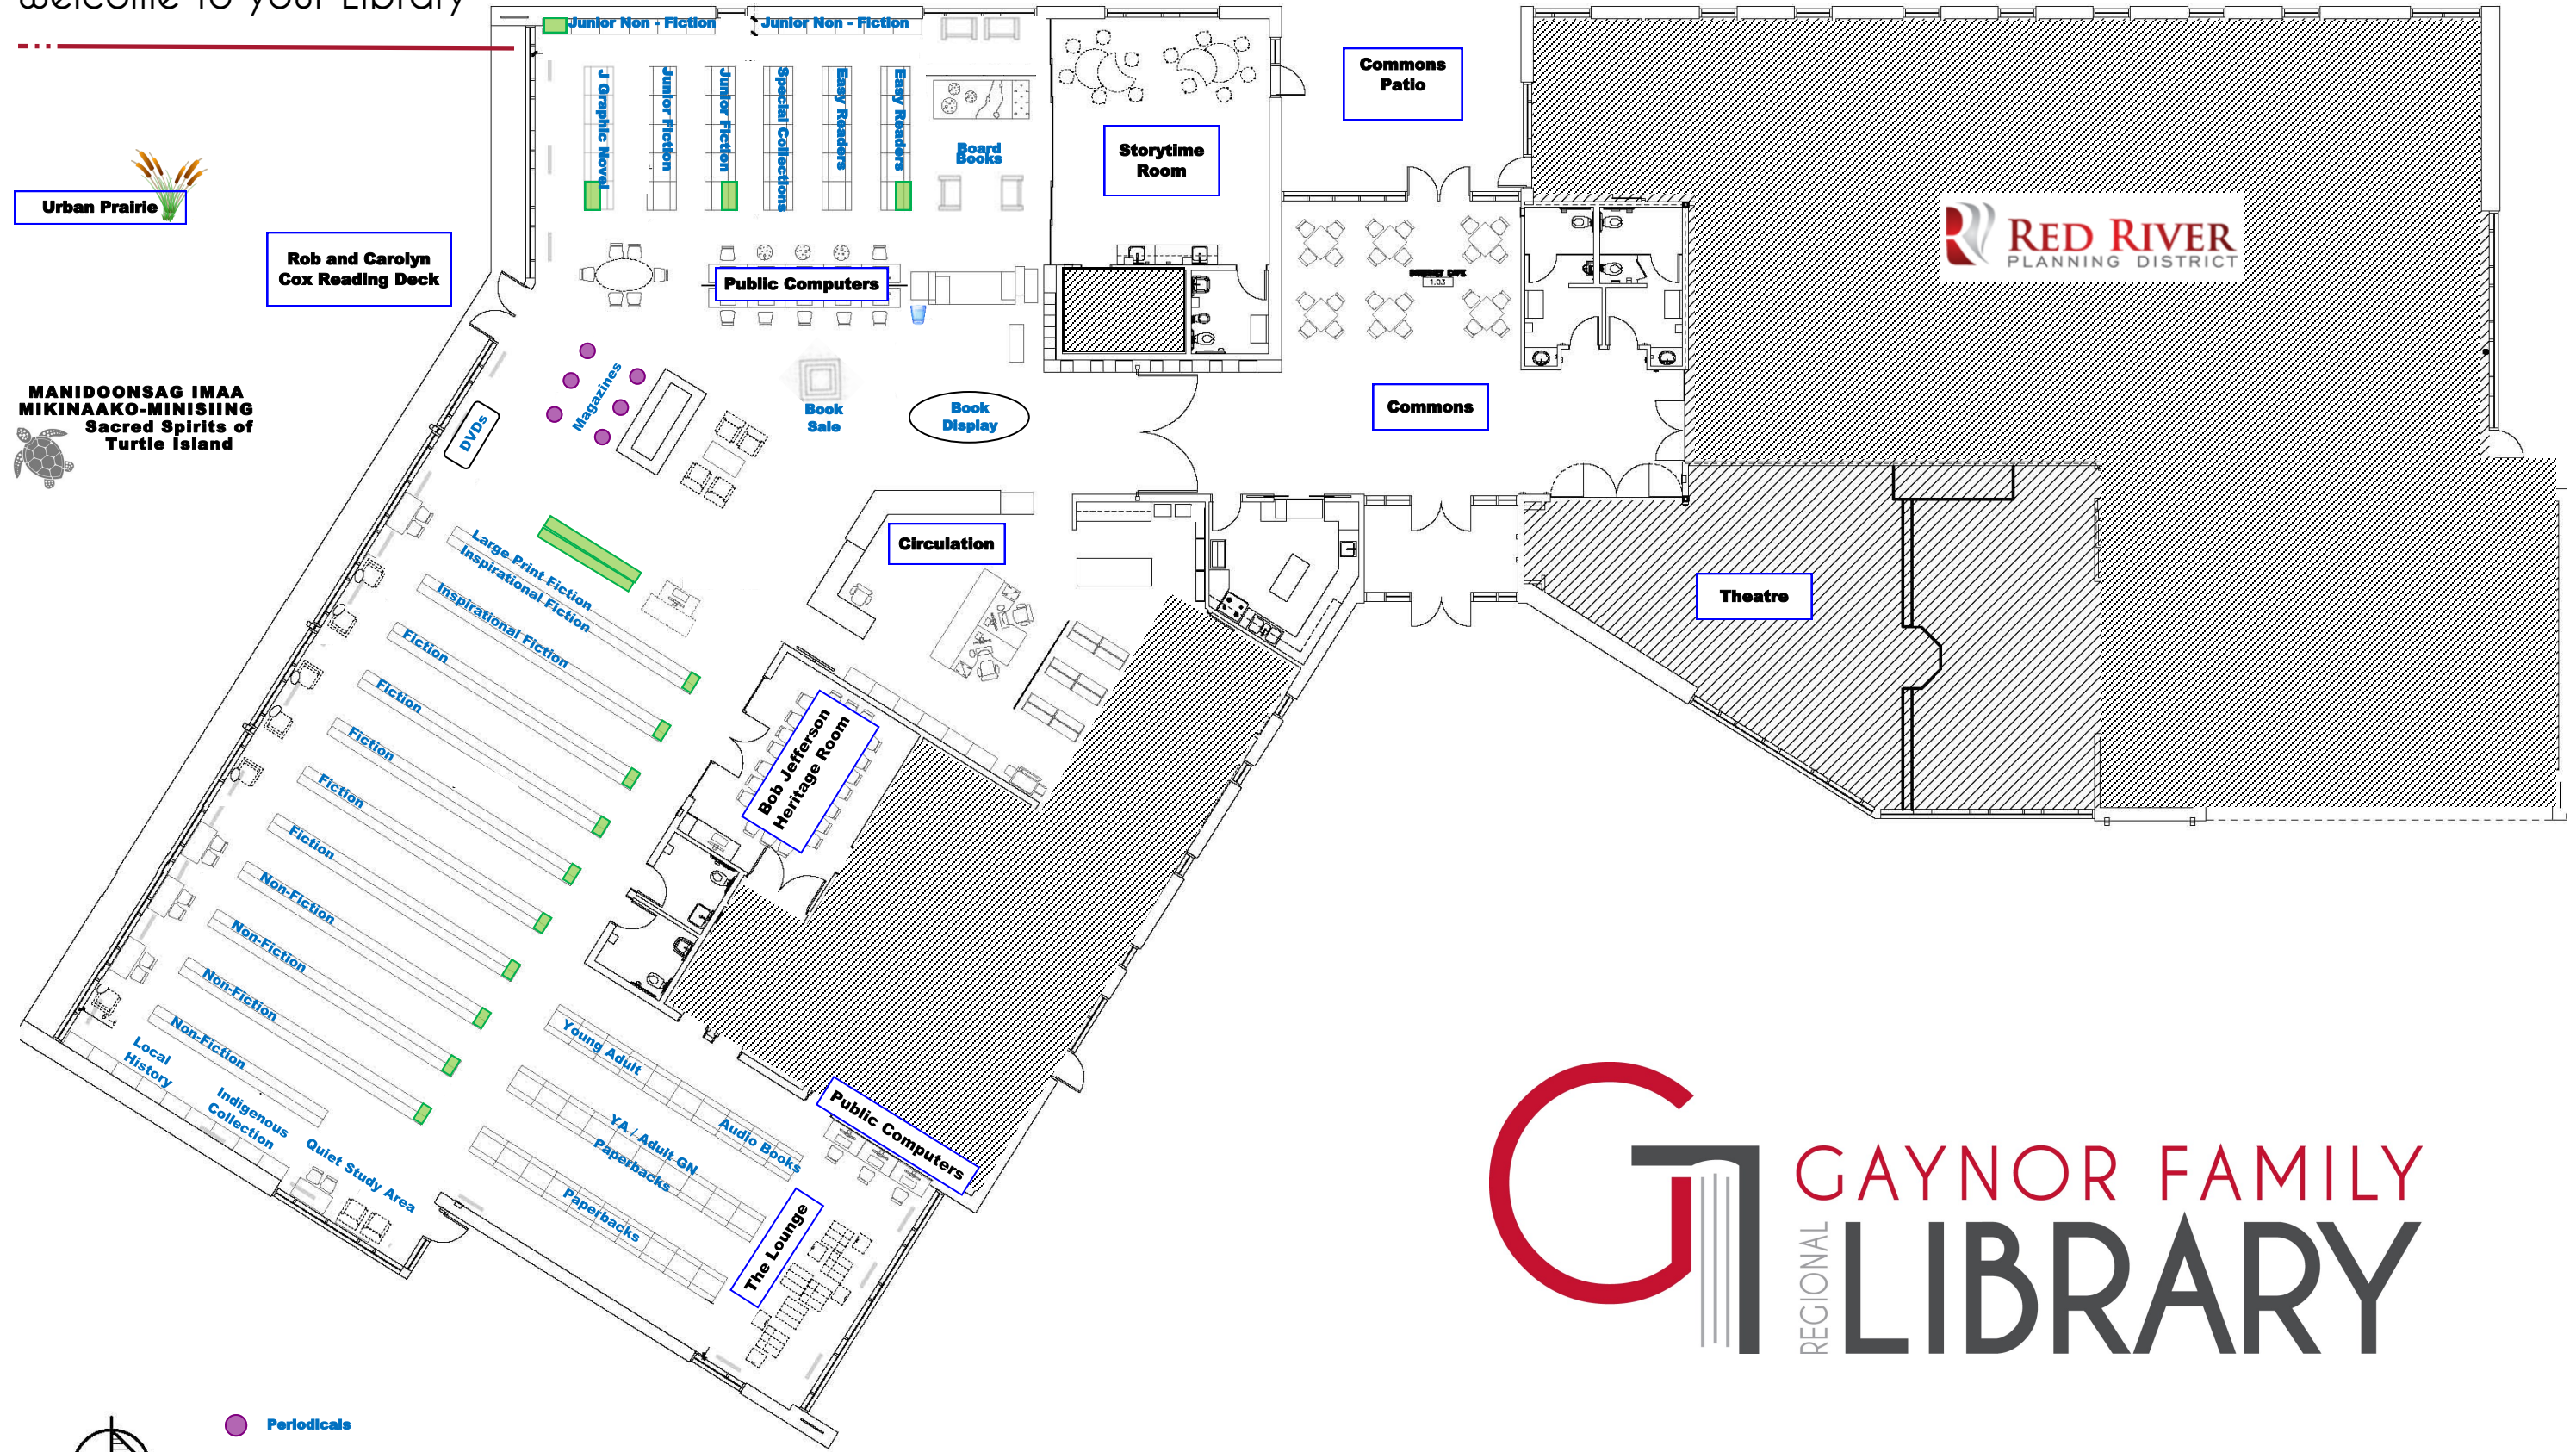 Welcome to your Library
Junior Non - Fiction
Junior Non - Fiction
J Graphic Novel
Junior Fiction
Junior Fiction
Special Collections
Easy Readers
Easy Readers
Board
Books
Storytime
Room
Commons
Patio
Urban Prairie
Rob and Carolyn
Cox Reading Deck
Public Computers
1.03
RED RIVER
PLANNING DISTRICT
MANIDOONSAG IMAA
MIKINAAKO-MINISIING
Sacred Spirits of
Turtle Island
DVDs
Magazines
Book
Sale
Book
Display
Commons
Circulation
Theatre
Large Print Fiction
Inspirational Fiction
Inspirational Fiction
Fiction
Fiction
Fiction
Fiction
Fiction
Non-Fiction
Non-Fiction
Non-Fiction
Non-Fiction
Bob Jefferson
Heritage Room
Local
History
Indigenous
Collection
Quiet Study Area
Young Adult
Audio Books
YA / Adult GN
Paperbacks
Paperbacks
Public Computers
The Lounge
Periodicals
GAYNOR FAMILY
REGIONAL
LIBRARY